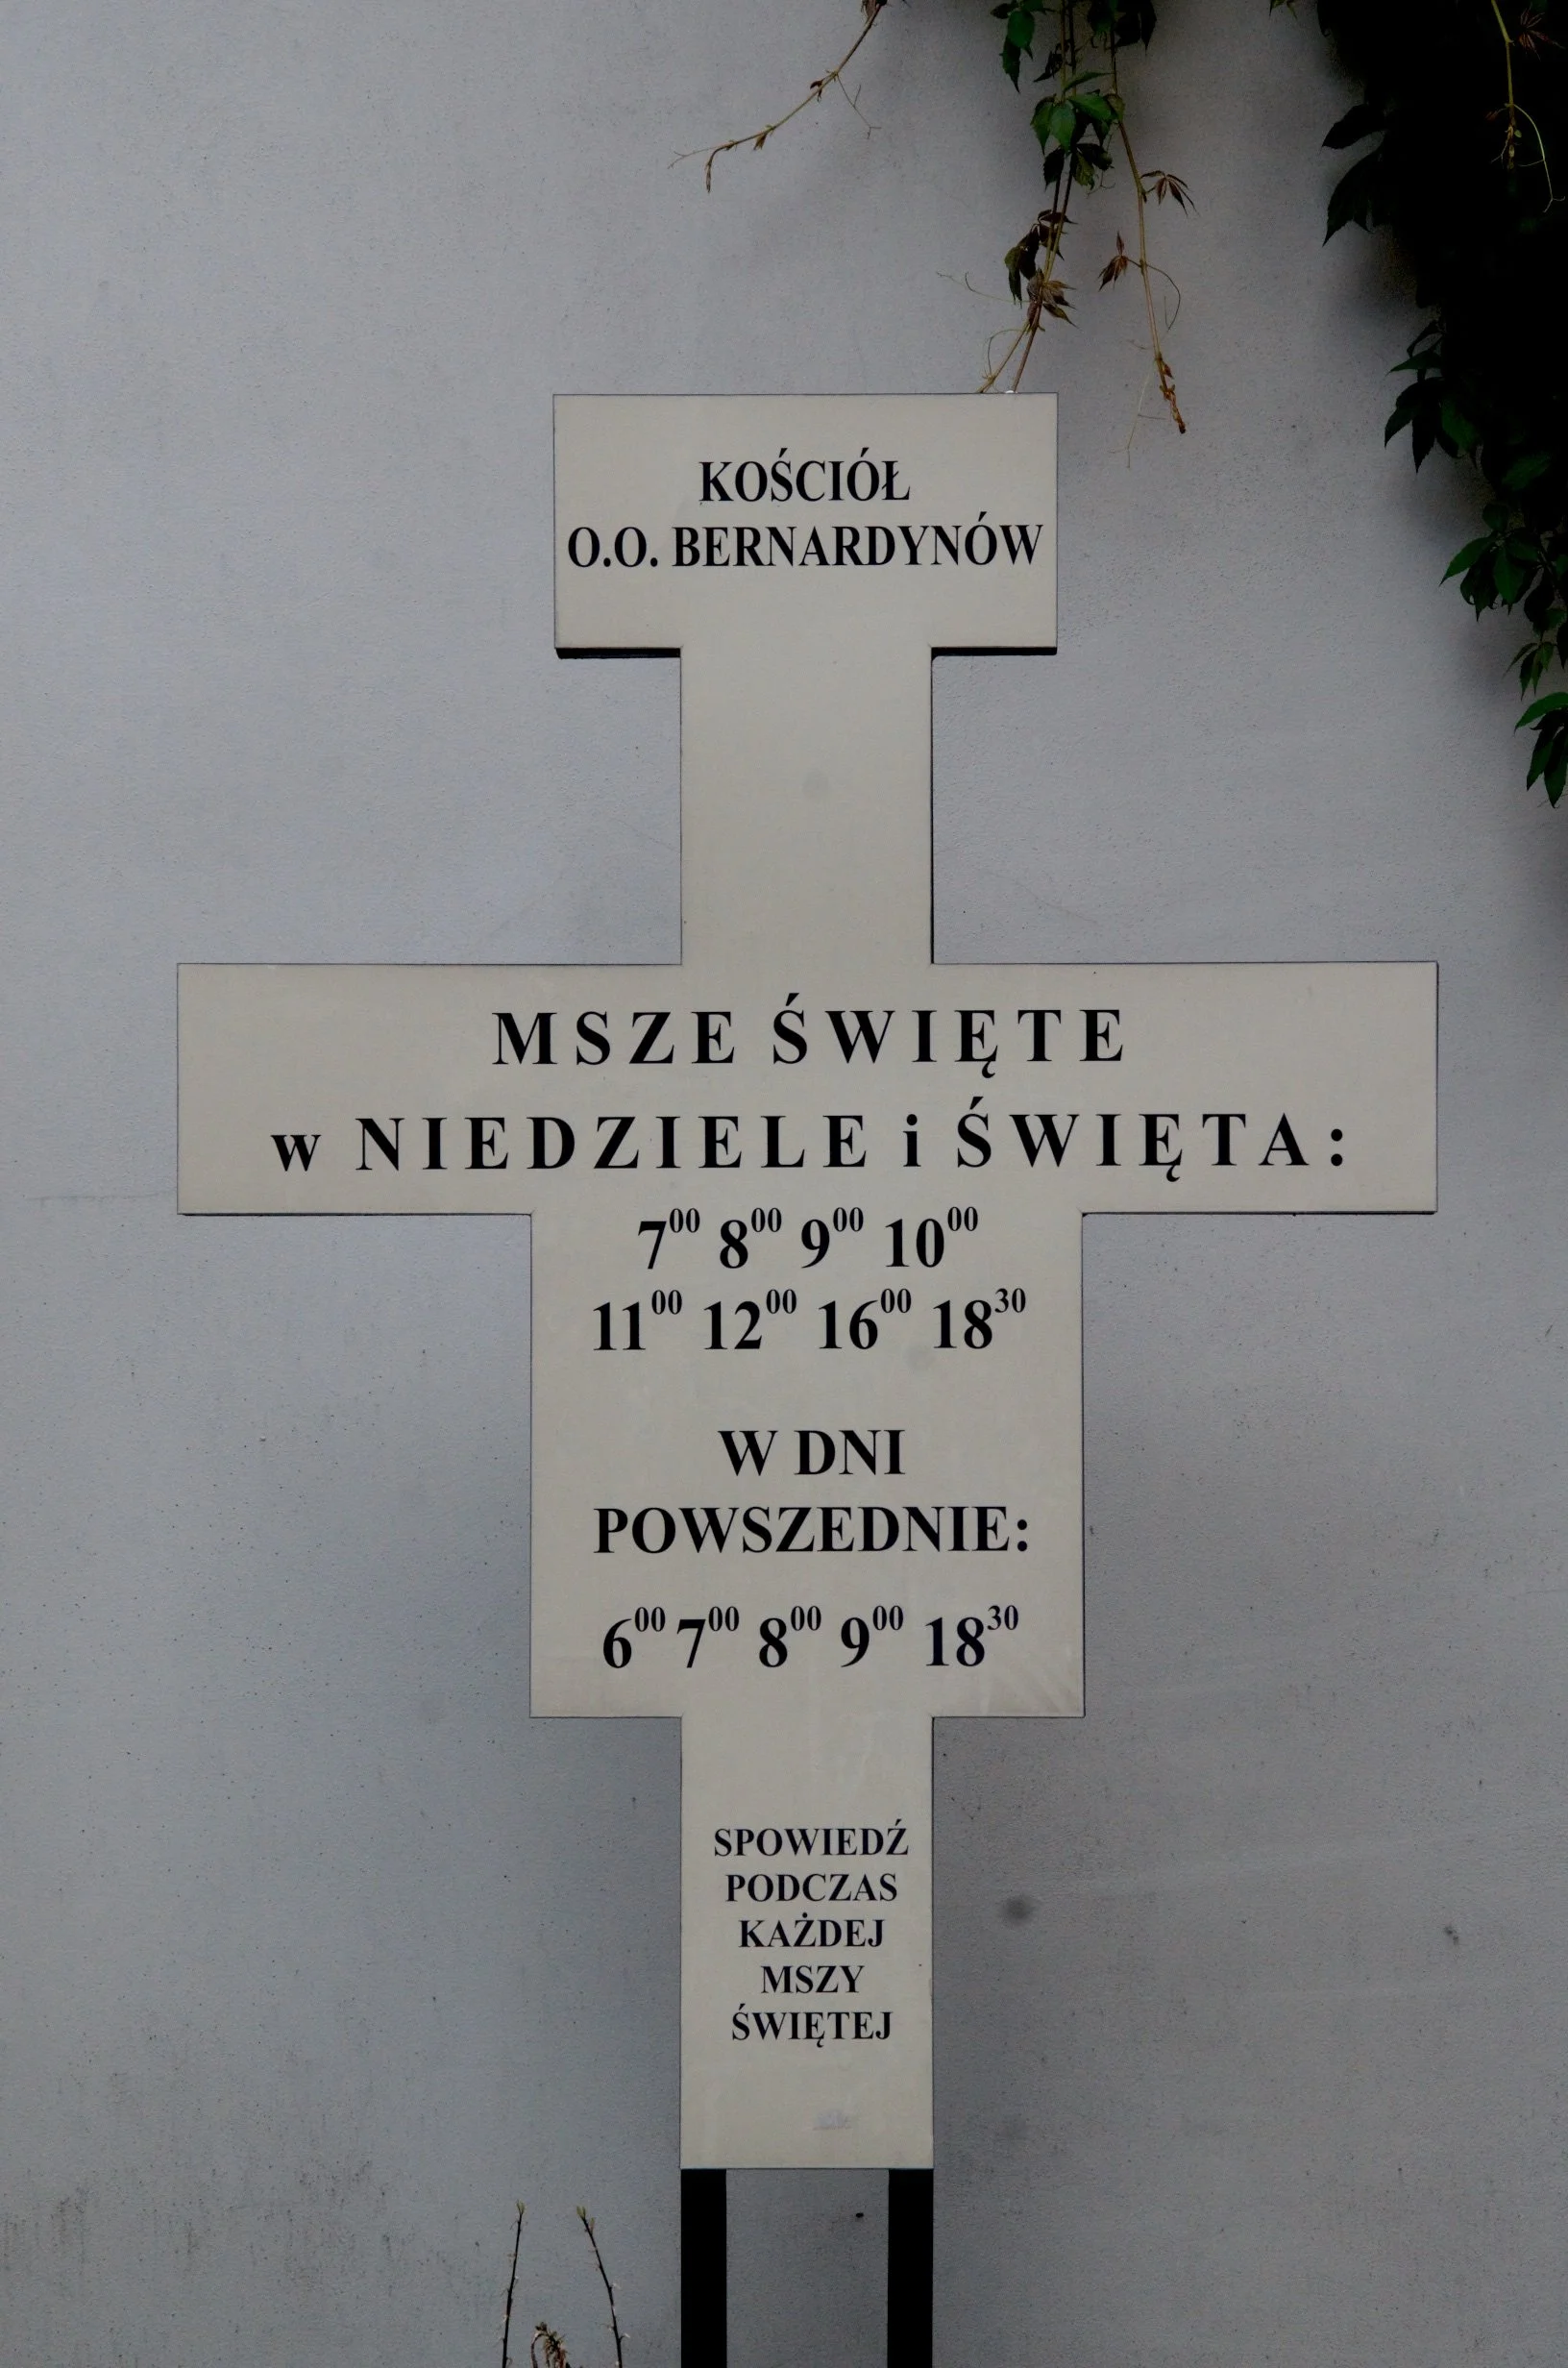 KOŚCIÓŁ
O.O. BERNARDYNÓW
MSZE ŚWIĘTE
w NIEDZIELE i ŚWIĘTA:
7⁰⁰ 8⁰⁰ 9⁰⁰ 10⁰⁰
11⁰⁰ 12⁰⁰ 16⁰⁰ 18³⁰
W DNI
POWSZEDNIE:
6⁰⁰ 7⁰⁰ 8⁰⁰ 9⁰⁰ 18³⁰
SPOWIEDŹ
PODCZAS
KAŻDEJ
MSZY
ŚWIĘTEJ